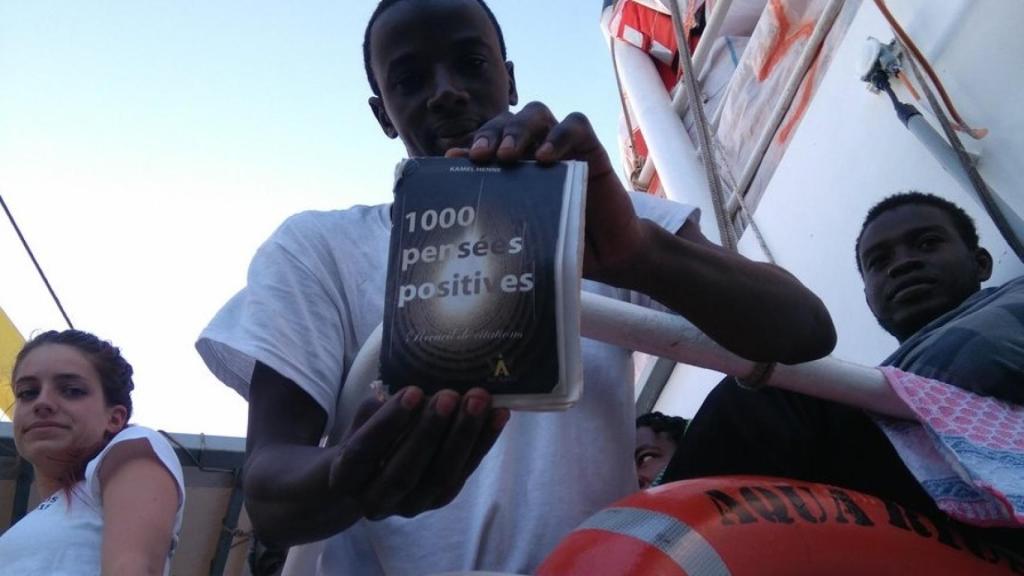 KAMEL HENNE
1000
pensées
positives
Recueil de citations
AQUA